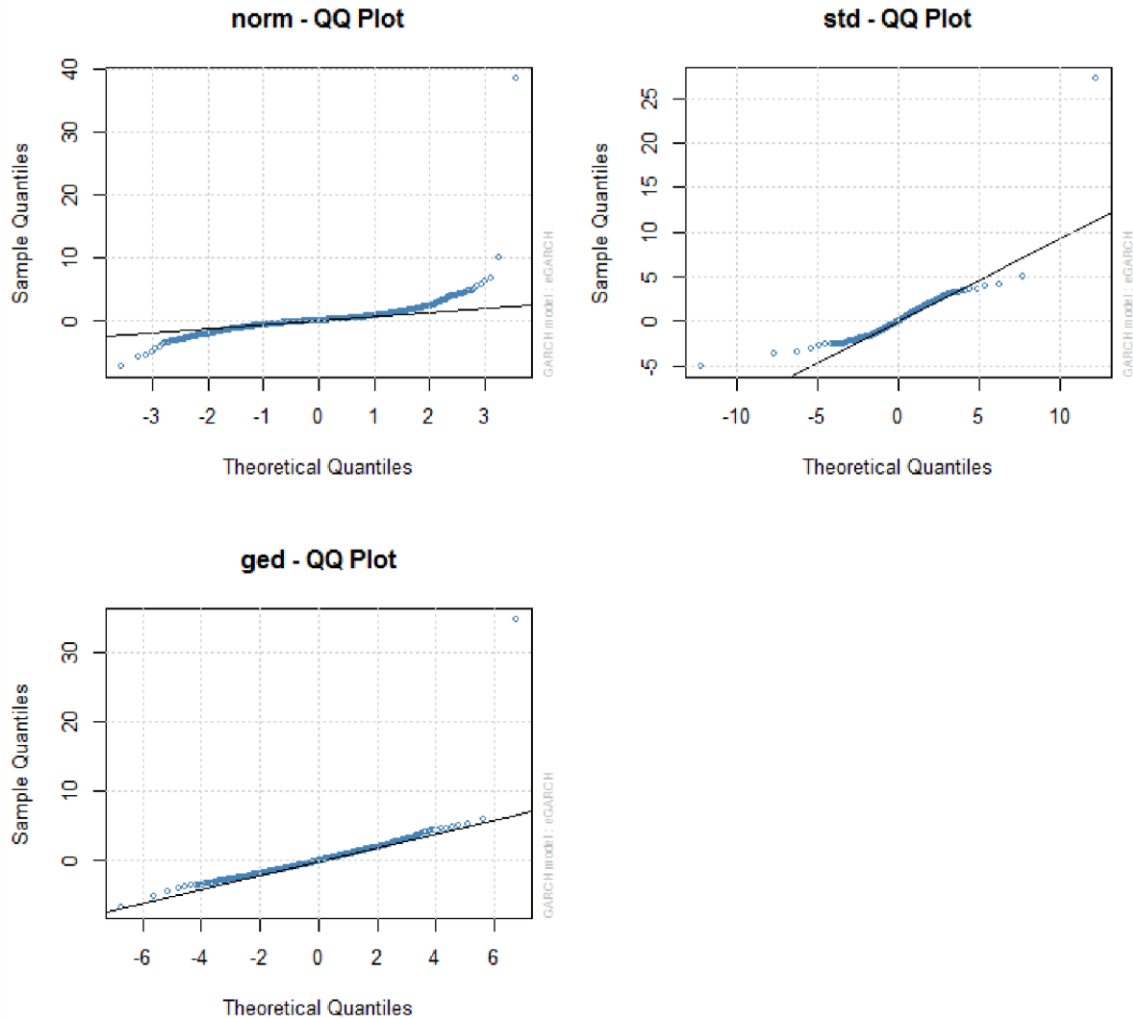 norm - QQ Plot
40
30
20
10
0
Sample Quantiles
-3 -2 -1 0 1 2 3
Theoretical Quantiles
GARCH model : eGARCH
std - QQ Plot
25
20
15
10
5
0
-5
Sample Quantiles
-10 -5 0 5 10
Theoretical Quantiles
GARCH model : eGARCH
ged - QQ Plot
30
20
10
0
Sample Quantiles
-6 -4 -2 0 2 4 6
Theoretical Quantiles
GARCH model : eGARCH